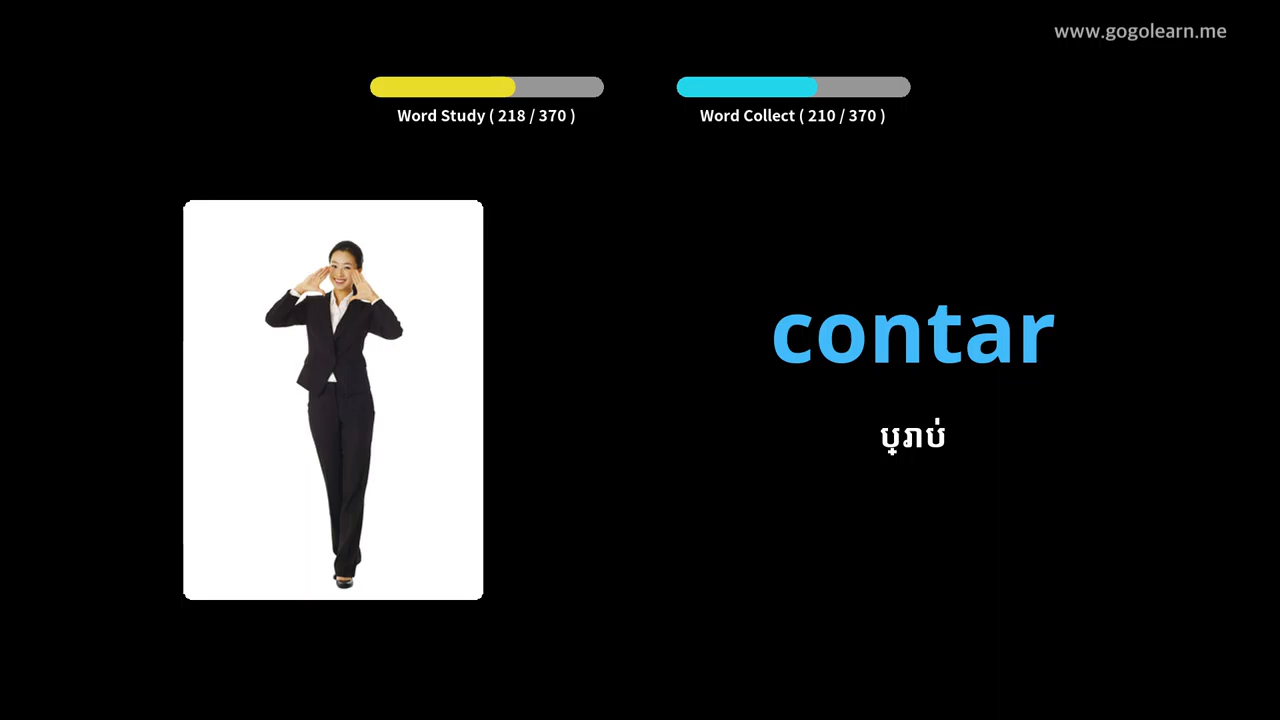 www.gogolearn.me
Word Study ( 218 / 370 )
Word Collect ( 210 / 370 )
contar
ប្រាប់